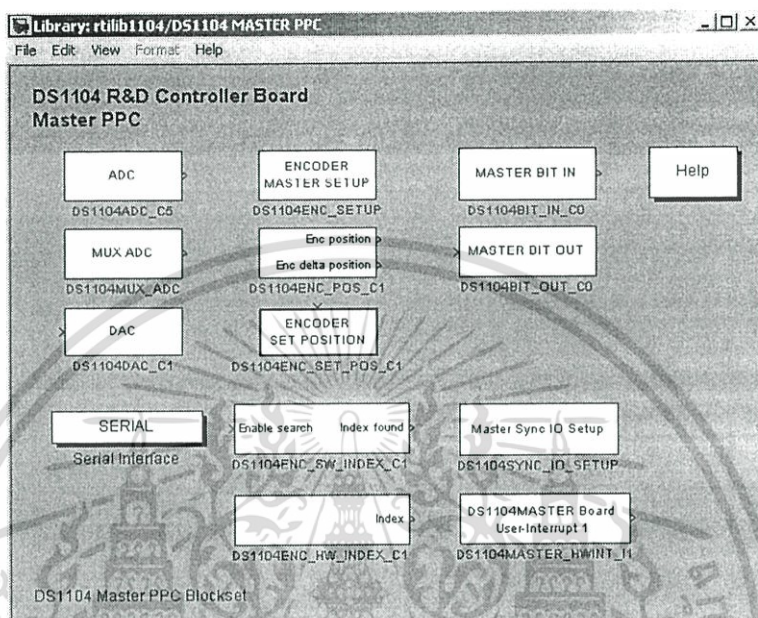 Library: rtilib1104/DS1104 MASTER PPC
File Edit View Format Help
DS1104 R&D Controller Board
Master PPC
ADC
DS1104ADC_C5
ENCODER
MASTER SETUP
DS1104ENC_SETUP
MASTER BIT IN
DS1104BIT_IN_C0
Help
MUX ADC
DS1104MUX_ADC
Enc position
Enc delta position
DS1104ENC_POS_C1
MASTER BIT OUT
DS1104BIT_OUT_C0
DAC
DS1104DAC_C1
ENCODER
SET POSITION
DS1104ENC_SET_POS_C1
SERIAL
Serial Interface
Enable search Index found
DS1104ENC_SW_INDEX_C1
Master Sync IO Setup
DS1104SYNC_IO_SETUP
Index
DS1104ENC_HW_INDEX_C1
DS1104MASTER Board
User-Interrupt 1
DS1104MASTER_HWINT_I1
DS1104 Master PPC Blockset